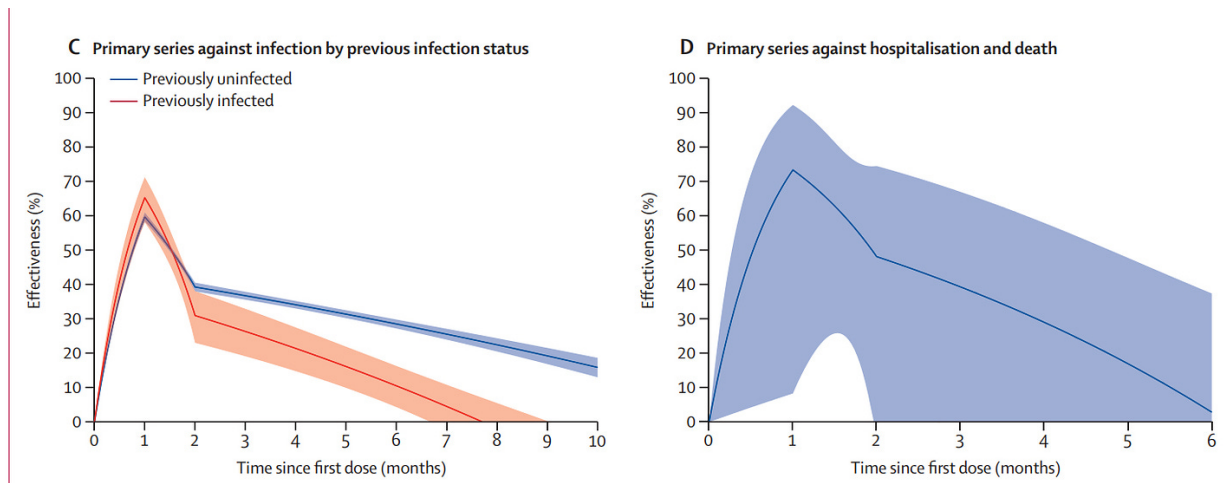 C Primary series against infection by previous infection status
Previously uninfected
Previously infected
100
90
80
70
60
50
40
30
20
10
0
Effectiveness (%)
0 1 2 3 4 5 6 7 8 9 10
Time since first dose (months)
D Primary series against hospitalisation and death
100
90
80
70
60
50
40
30
20
10
0
Effectiveness (%)
0 1 2 3 4 5 6
Time since first dose (months)